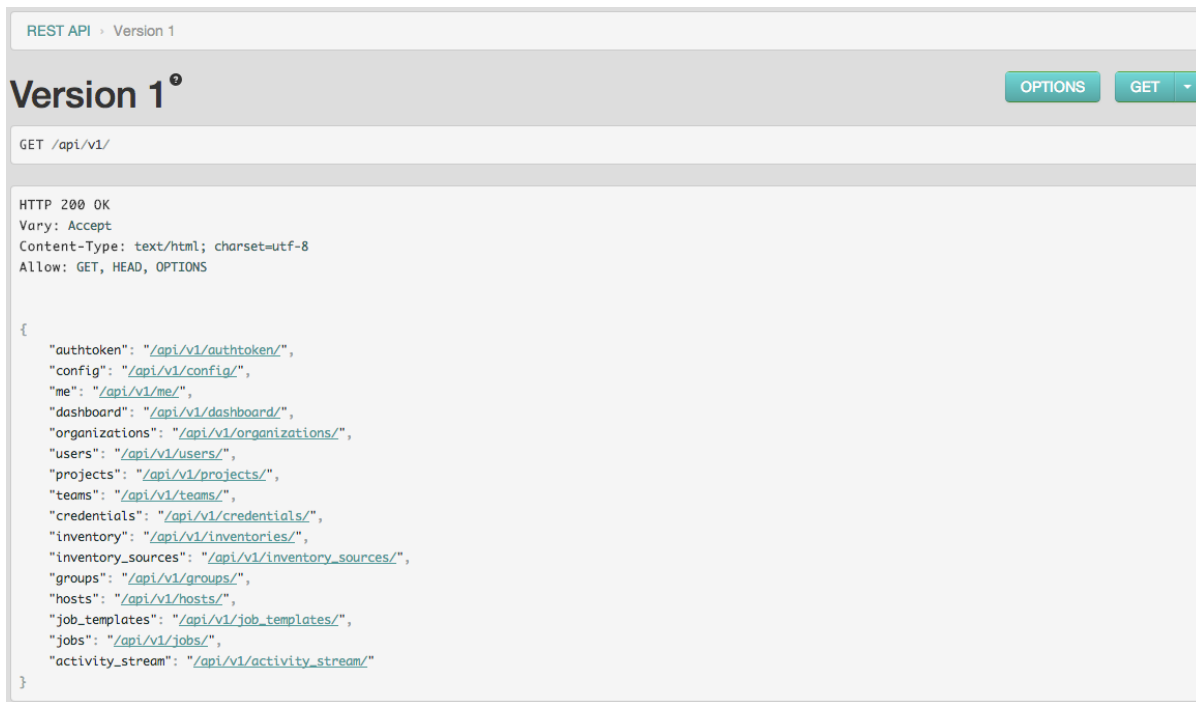 REST API › Version 1
Version 1
OPTIONS
GET
GET /api/v1/
HTTP 200 OK
Vary: Accept
Content-Type: text/html; charset=utf-8
Allow: GET, HEAD, OPTIONS
{
    "authtoken": "/api/v1/authtoken/",
    "config": "/api/v1/config/",
    "me": "/api/v1/me/",
    "dashboard": "/api/v1/dashboard/",
    "organizations": "/api/v1/organizations/",
    "users": "/api/v1/users/",
    "projects": "/api/v1/projects/",
    "teams": "/api/v1/teams/",
    "credentials": "/api/v1/credentials/",
    "inventory": "/api/v1/inventories/",
    "inventory_sources": "/api/v1/inventory_sources/",
    "groups": "/api/v1/groups/",
    "hosts": "/api/v1/hosts/",
    "job_templates": "/api/v1/job_templates/",
    "jobs": "/api/v1/jobs/",
    "activity_stream": "/api/v1/activity_stream/"
}